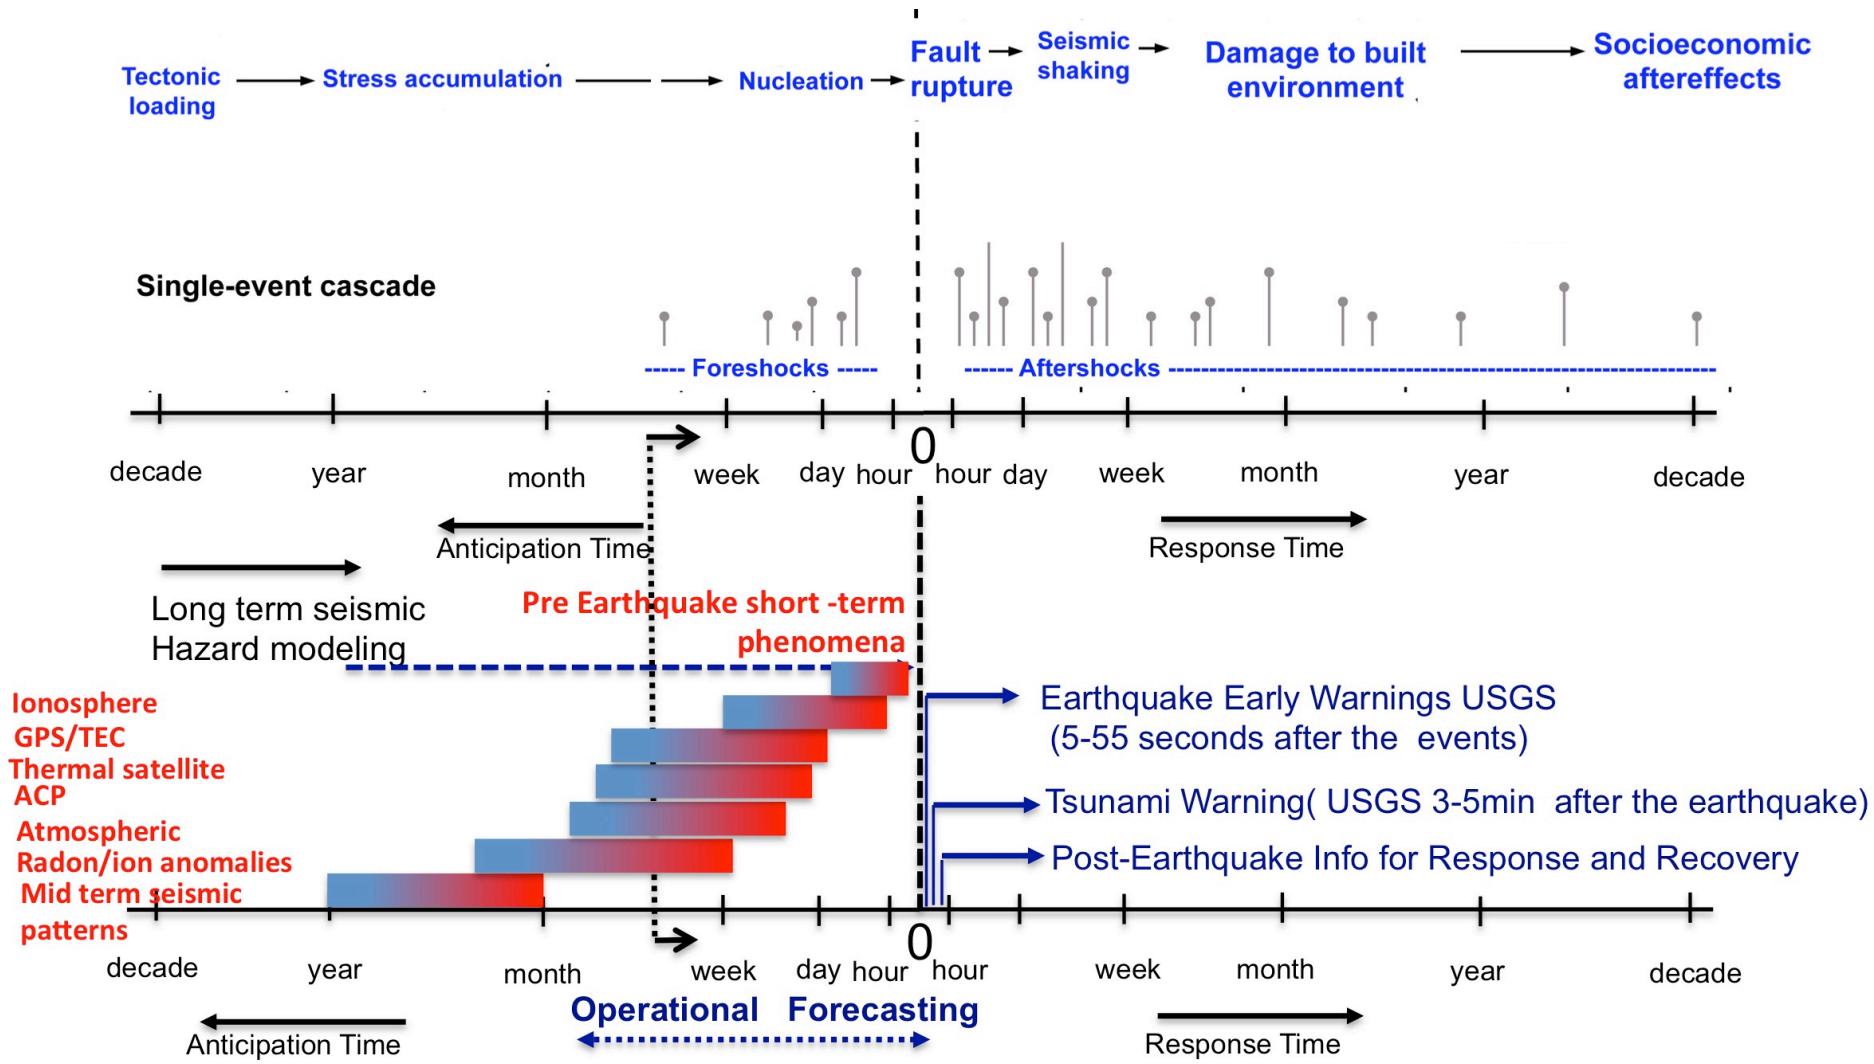 Tectonic
loading
Stress accumulation
Nucleation
Fault
rupture
Seismic
shaking
Damage to built
environment
Socioeconomic
aftereffects
Single-event cascade
----- Foreshocks -----
------ Aftershocks ------
decade year month week day hour 0 hour day week month year decade
Anticipation Time
Response Time
Long term seismic
Hazard modeling
Pre Earthquake short -term
phenomena
Ionosphere
GPS/TEC
Thermal satellite
ACP
Atmospheric
Radon/ion anomalies
Mid term seismic
patterns
Earthquake Early Warnings USGS
(5-55 seconds after the events)
Tsunami Warning( USGS 3-5min after the earthquake)
Post-Earthquake Info for Response and Recovery
decade year month week day hour 0 hour week month year decade
Operational Forecasting
Anticipation Time
Response Time